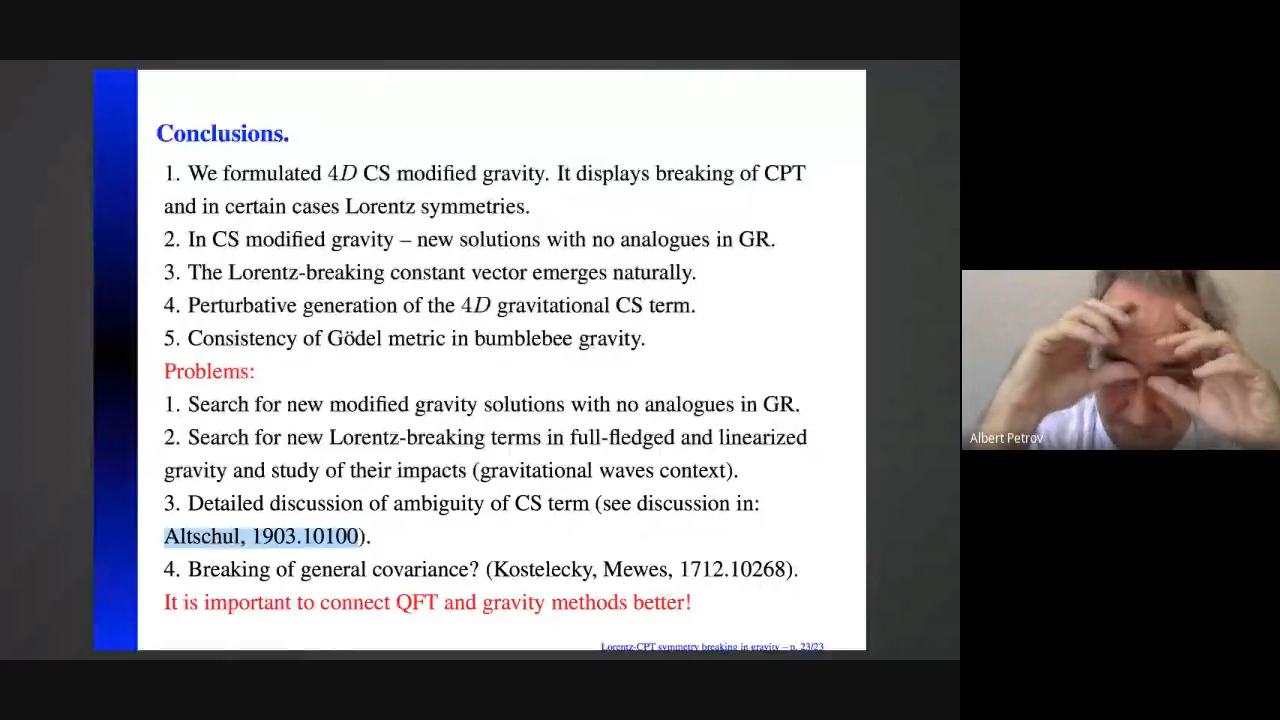 Conclusions.
1. We formulated 4D CS modified gravity. It displays breaking of CPT
and in certain cases Lorentz symmetries.
2. In CS modified gravity – new solutions with no analogues in GR.
3. The Lorentz-breaking constant vector emerges naturally.
4. Perturbative generation of the 4D gravitational CS term.
5. Consistency of Gödel metric in bumblebee gravity.
Problems:
1. Search for new modified gravity solutions with no analogues in GR.
2. Search for new Lorentz-breaking terms in full-fledged and linearized
gravity and study of their impacts (gravitational waves context).
3. Detailed discussion of ambiguity of CS term (see discussion in:
Altschul, 1903.10100).
4. Breaking of general covariance? (Kostelecky, Mewes, 1712.10268).
It is important to connect QFT and gravity methods better!
Lorentz-CPT symmetry breaking in gravity – p. 23/23
Albert Petrov